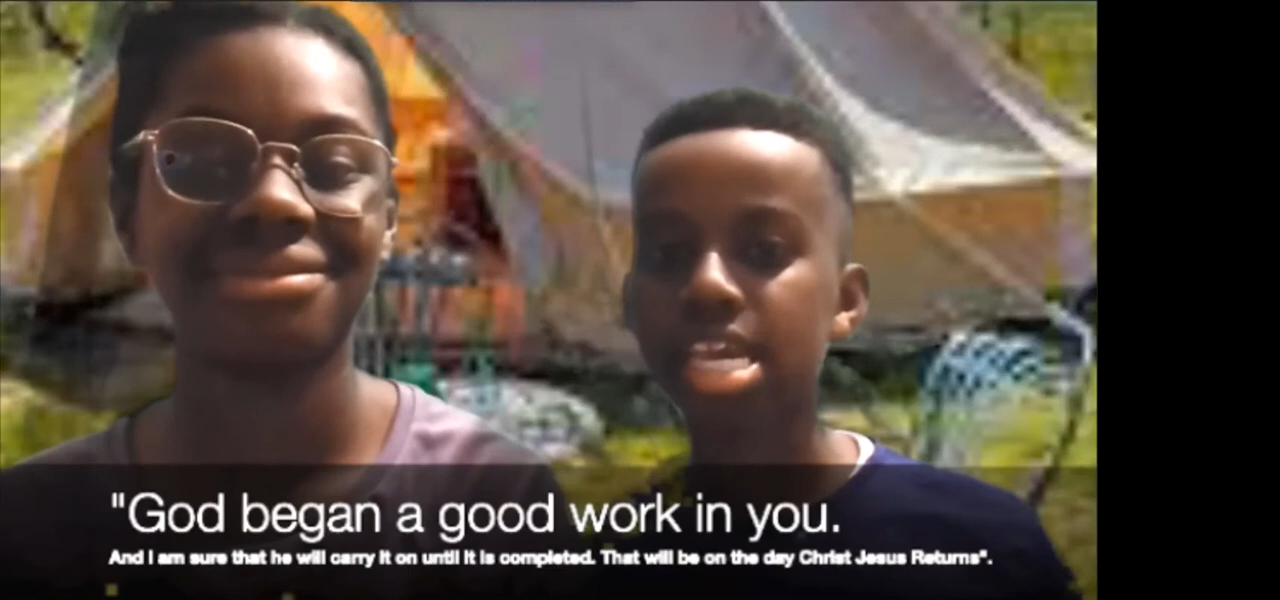 "God began a good work in you.
And I am sure that he will carry it on until it is completed. That will be on the day Christ Jesus Returns".